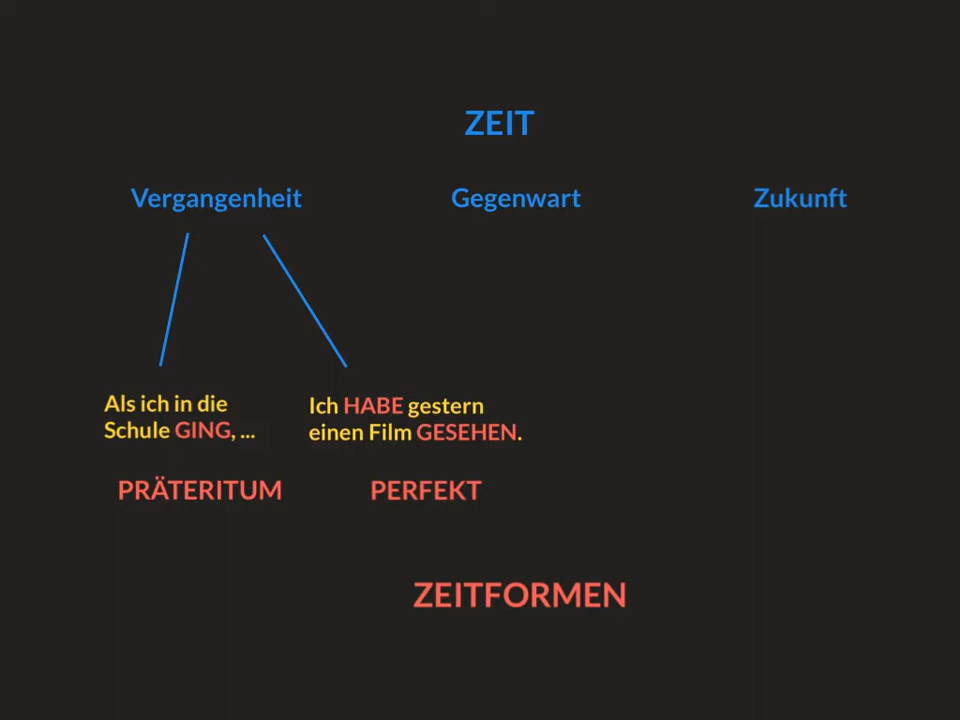 ZEIT
Vergangenheit
Gegenwart
Zukunft
Als ich in die
Schule GING, ...
Ich HABE gestern
einen Film GESEHEN.
PRÄTERITUM
PERFEKT
ZEITFORMEN